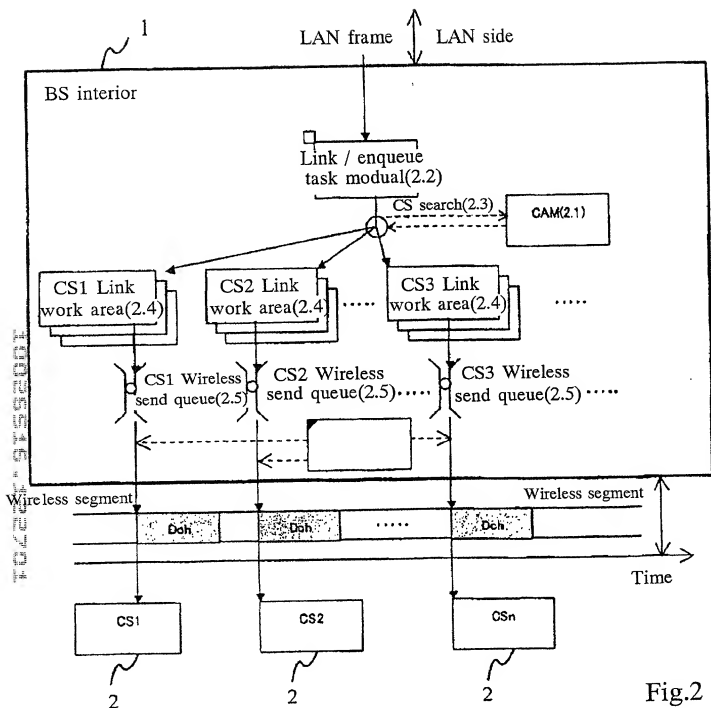 1
LAN frame
LAN side
BS interior
Link / enqueue
task modual(2.2)
CS search(2.3)
CAM(2.1)
CS1 Link
work area(2.4)
CS2 Link
work area(2.4)
.....
CS3 Link
work area(2.4)
.....
CS1 Wireless
send queue(2.5)
CS2 Wireless
send queue(2.5)
.....
CS3 Wireless
send queue(2.5)
.....
Wireless segment
Wireless segment
Dch
Dch
.....
Dch
Time
CS1
CS2
CSn
2
2
2
Fig.2